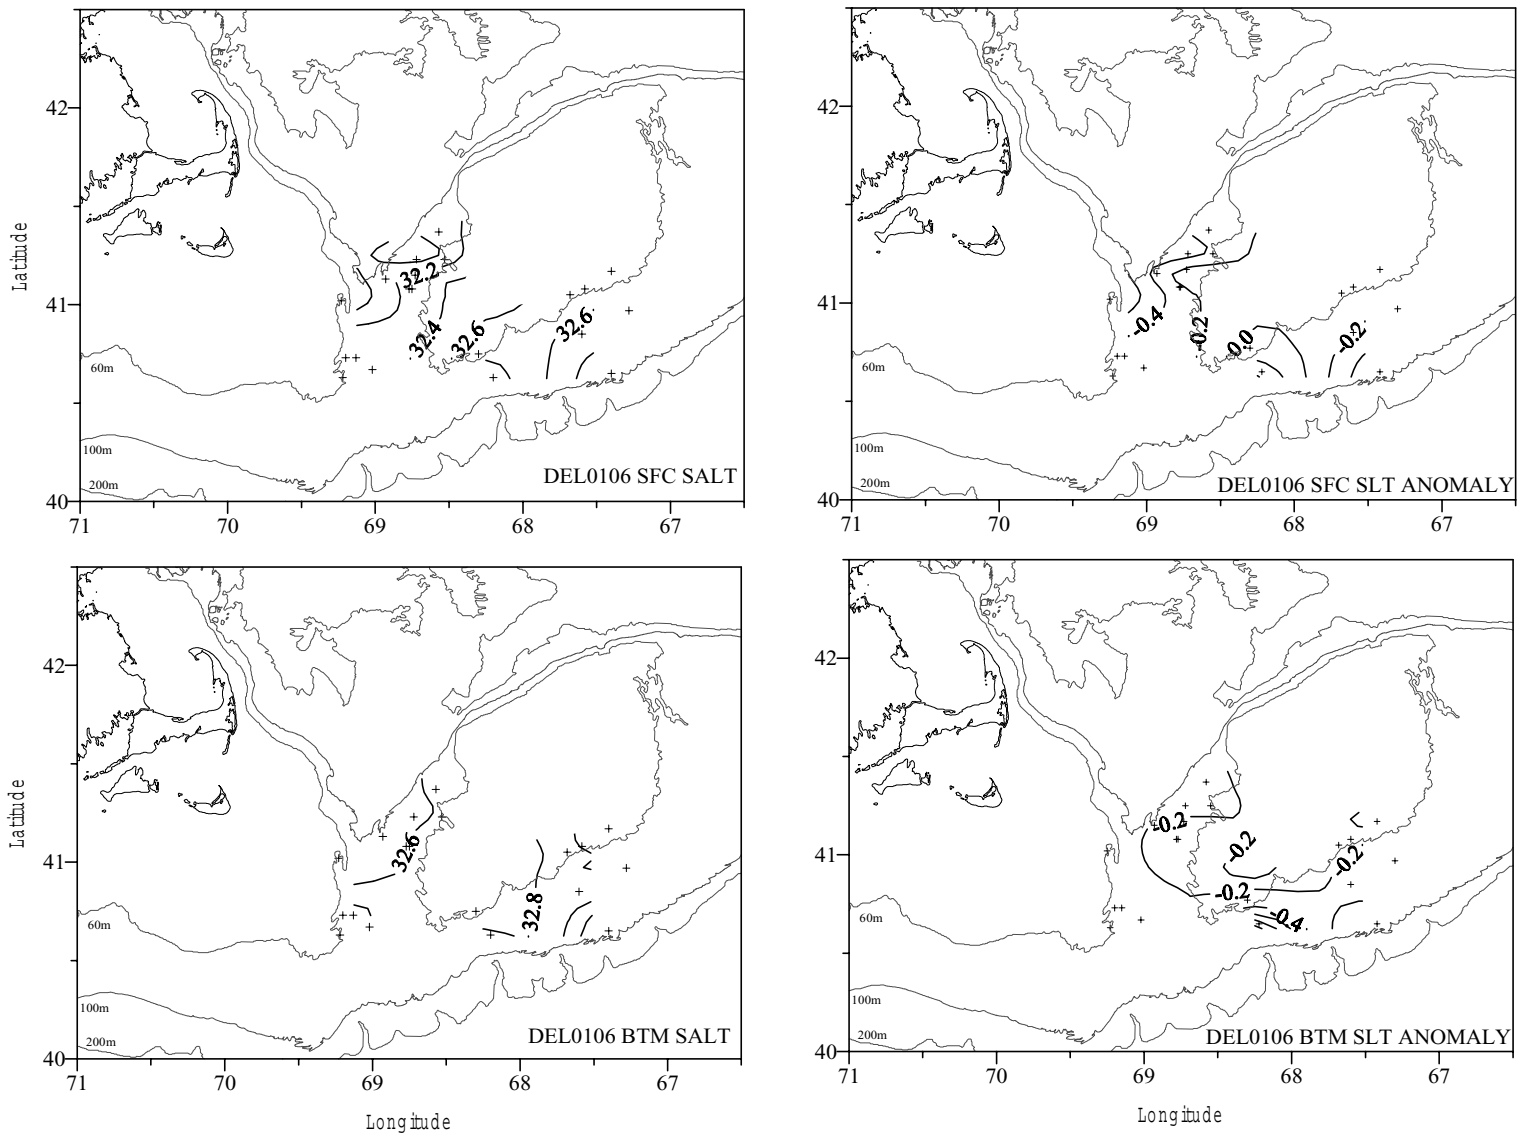 Latitude
42
41
40
32.2
32.4
32.6
32.6
60m
100m
200m
DEL0106 SFC SALT
71 70 69 68 67
42
41
40
-0.4
-0.2
-0.0
-0.2
60m
100m
200m
DEL0106 SFC SLT ANOMALY
71 70 69 68 67
Latitude
42
41
40
32.6
32.8
60m
100m
200m
DEL0106 BTM SALT
71 70 69 68 67
Longitude
42
41
40
-0.2
-0.2
-0.2
-0.2
-0.4
60m
100m
200m
DEL0106 BTM SLT ANOMALY
71 70 69 68 67
Longitude